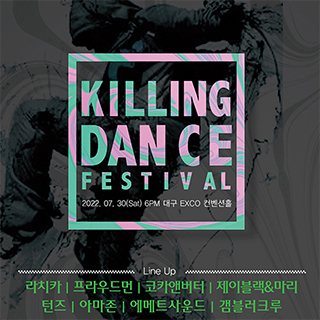 KILLING
DANCE
FESTIVAL
2022. 07. 30(Sat) 6PM 대구 EXCO 컨벤션홀
Line Up
라치카 | 프라우드먼 | 코카앤버터 | 제이블랙&마리
턴즈 | 아마존 | 에메트사운드 | 갬블러크루